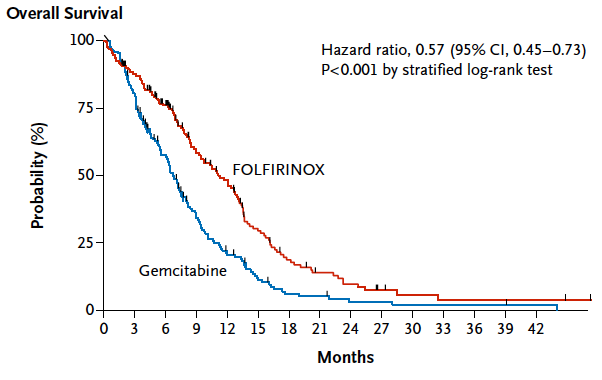 Overall Survival
Hazard ratio, 0.57 (95% CI, 0.45–0.73)
P<0.001 by stratified log-rank test
100
75
50
25
0
Probability (%)
FOLFIRINOX
Gemcitabine
0 3 6 9 12 15 18 21 24 27 30 33 36 39 42
Months